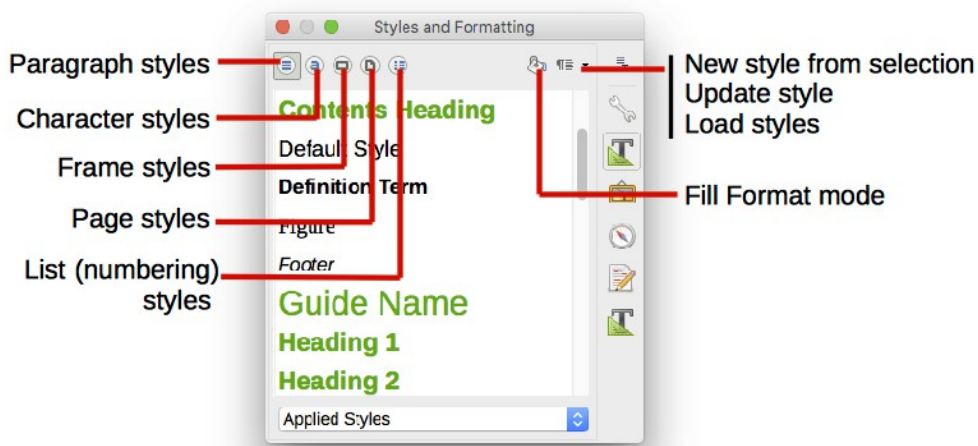 Styles and Formatting
Paragraph styles
Character styles
Frame styles
Page styles
List (numbering)
styles
New style from selection
Update style
Load styles
Fill Format mode
Contents Heading
Default Style
Definition Term
Figure
Footer
Guide Name
Heading 1
Heading 2
Applied Styles